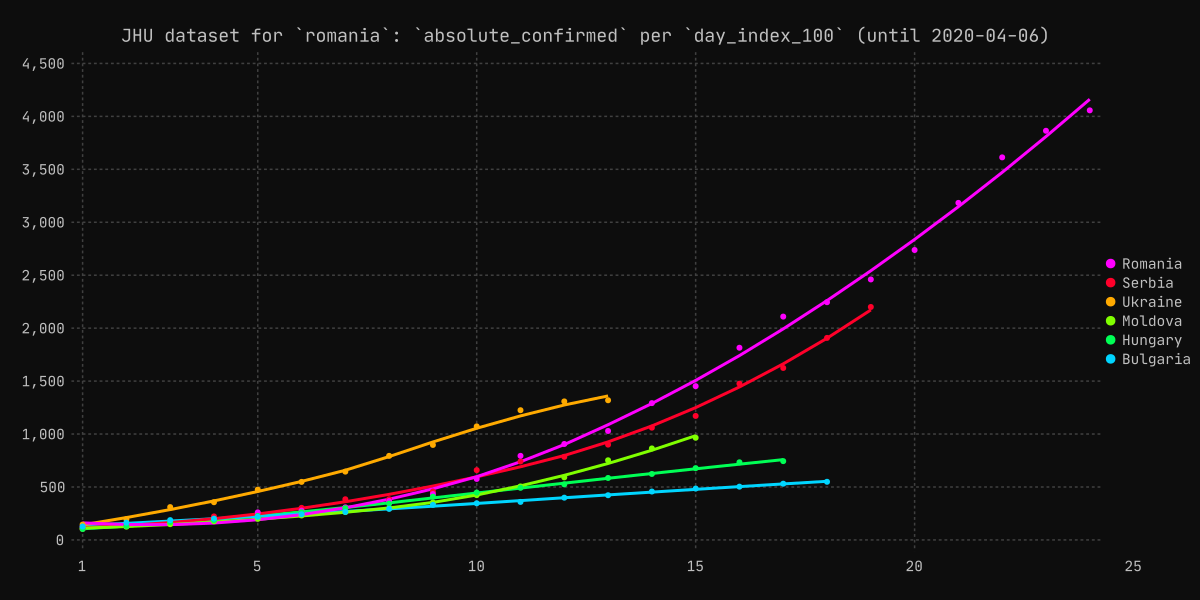 JHU dataset for `romania`: `absolute_confirmed` per `day_index_100` (until 2020-04-06)
4,500
4,000
3,500
3,000
2,500
2,000
1,500
1,000
500
0
1 5 10 15 20 25
Romania
Serbia
Ukraine
Moldova
Hungary
Bulgaria